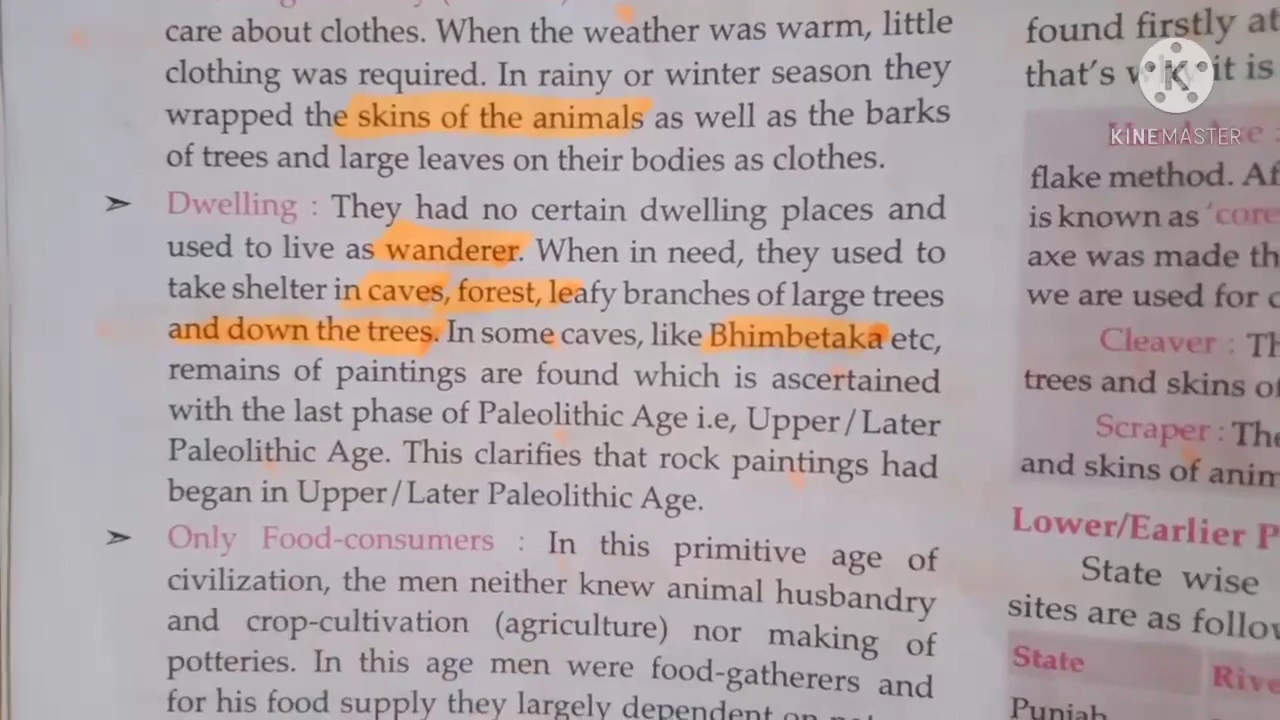 care about clothes. When the weather was warm, little
clothing was required. In rainy or winter season they
wrapped the skins of the animals as well as the barks
of trees and large leaves on their bodies as clothes.
➢ Dwelling : They had no certain dwelling places and
used to live as wanderer. When in need, they used to
take shelter in caves, forest, leafy branches of large trees
and down the trees. In some caves, like Bhimbetaka etc,
remains of paintings are found which is ascertained
with the last phase of Paleolithic Age i.e, Upper/Later
Paleolithic Age. This clarifies that rock paintings had
began in Upper/Later Paleolithic Age.
➢ Only Food-consumers : In this primitive age of
civilization, the men neither knew animal husbandry
and crop-cultivation (agriculture) nor making of
potteries. In this age men were food-gatherers and
for his food supply they largely dependent on
found firstly at
that's it is
K
KINEMASTER
flake method.
is known as 'core
axe was made
we are used for
Cleaver :
trees and skins
Scraper :
and skins of
Lower/Earlier
State wise
sites are as
State
Punjab